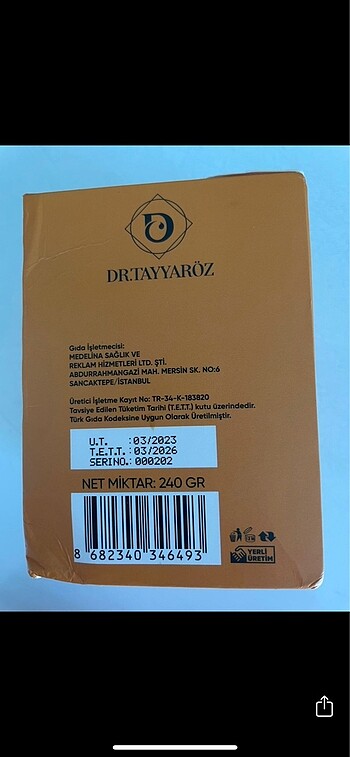 DR.TAYYARÖZ
Gıda İşletmecisi:
MEDELİNA SAĞLIK VE
REKLAM HİZMETLERİ LTD. ŞTİ.
ABDURRAHMANGAZİ MAH. MERSİN SK. NO:6
SANCAKTEPE/İSTANBUL
Üretici İşletme Kayıt No: TR-34-K-183820
Tavsiye Edilen Tüketim Tarihi (T.E.T.T.) kutu üzerindedir.
Türk Gıda Kodeksine Uygun Olarak Üretilmiştir.
U.T. :03/2023
T.E.T.T.:03/2026
SERİNO.:000202
NET MİKTAR: 240 GR
8 682340 346493
YERLİ
ÜRETİM